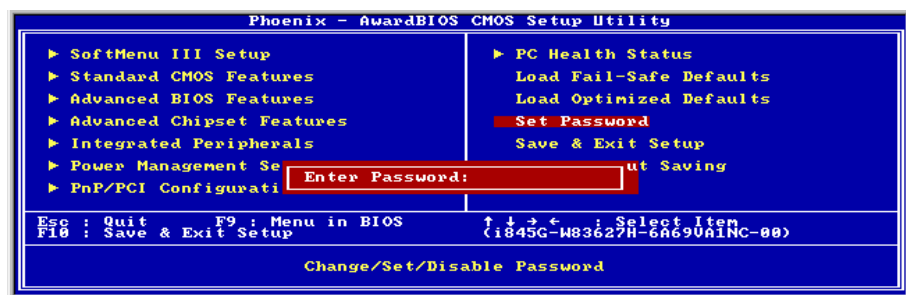 Phoenix - AwardBIOS CMOS Setup Utility
► SoftMenu III Setup
► Standard CMOS Features
► Advanced BIOS Features
► Advanced Chipset Features
► Integrated Peripherals
► Power Management Se
► PnP/PCI Configurati
► PC Health Status
Load Fail-Safe Defaults
Load Optimized Defaults
Set Password
Save & Exit Setup
ut Saving
Enter Password:
Esc : Quit F9 : Menu in BIOS ↑ ↓ → ← : Select Item
F10 : Save & Exit Setup (i845G-W83627H-6A69VA1NC-00)
Change/Set/Disable Password